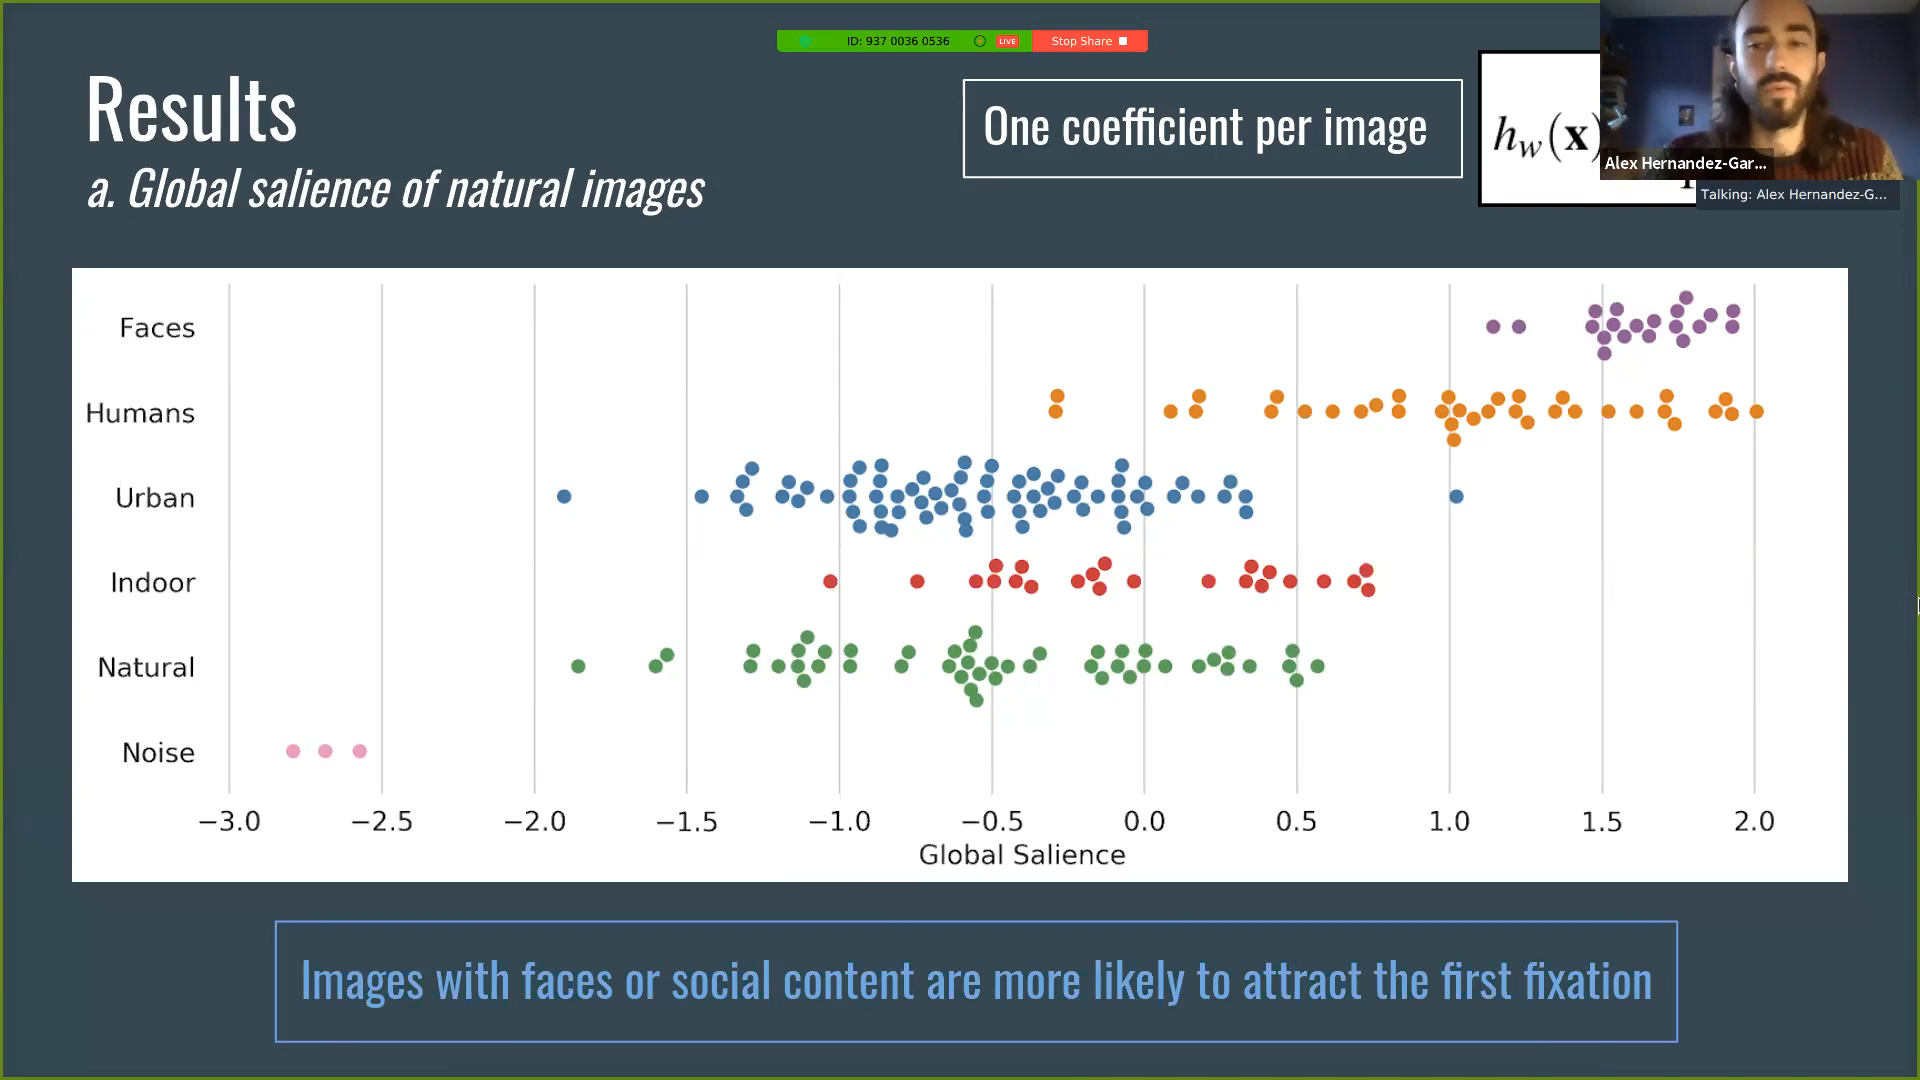 ID: 937 0036 0536
LIVE
Stop Share
Results
a. Global salience of natural images
One coefficient per image
h_w(x)
Alex Hernandez-Gar...
Talking: Alex Hernandez-G...
Faces
Humans
Urban
Indoor
Natural
Noise
−3.0 −2.5 −2.0 −1.5 −1.0 −0.5 0.0 0.5 1.0 1.5 2.0
Global Salience
Images with faces or social content are more likely to attract the first fixation